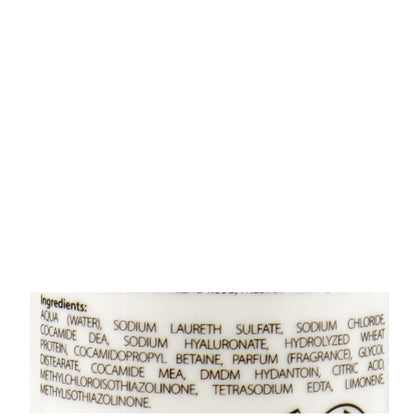 Ingredients:
AQUA (WATER), SODIUM LAURETH SULFATE, SODIUM CHLORIDE,
COCAMIDE DEA, SODIUM HYALURONATE, HYDROLYZED WHEAT
PROTEIN, COCAMIDOPROPYL BETAINE, PARFUM (FRAGRANCE), GLYCOL
DISTEARATE, COCAMIDE MEA, DMDM HYDANTOIN, CITRIC ACID,
METHYLCHLOROISOTHIAZOLINONE, TETRASODIUM EDTA, LIMONENE,
METHYLISOTHIAZOLINONE.